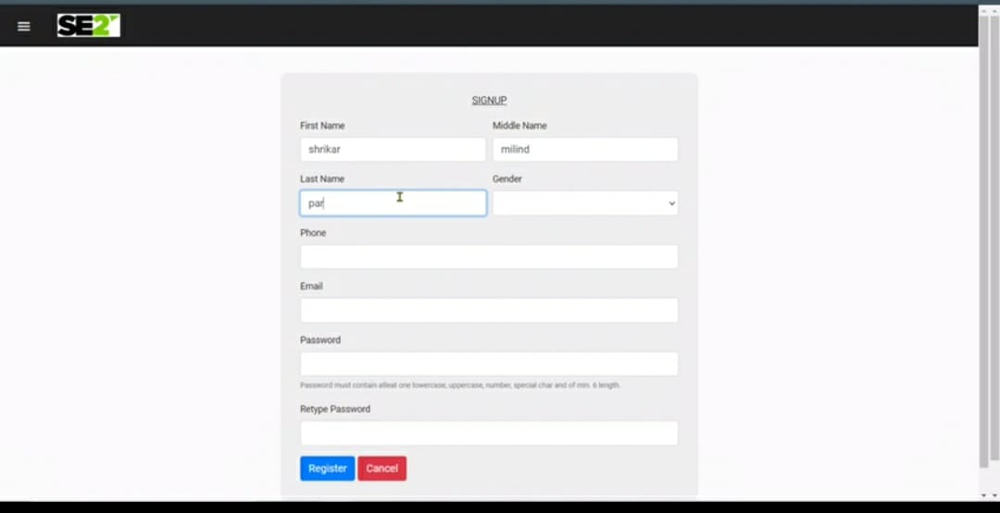 SE2
SIGNUP
First Name Middle Name
shrikar milind
Last Name Gender
par
Phone
Email
Password
Password must contain atleat one lowercase, uppercase, number, special char and of min. 6 length.
Retype Password
Register Cancel